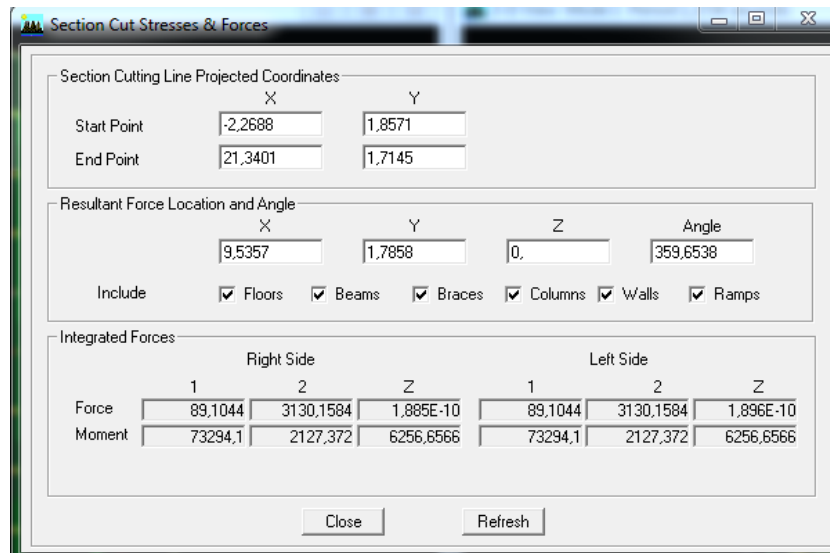 Section Cut Stresses & Forces
Section Cutting Line Projected Coordinates
X Y
Start Point -2,2688 1,8571
End Point 21,3401 1,7145
Resultant Force Location and Angle
X Y Z Angle
9,5357 1,7858 0, 359,6538
Include Floors Beams Braces Columns Walls Ramps
Integrated Forces
Right Side Left Side
1 2 Z 1 2 Z
Force 89,1044 3130,1584 1,885E-10 89,1044 3130,1584 1,896E-10
Moment 73294,1 2127,372 6256,6566 73294,1 2127,372 6256,6566
Close Refresh